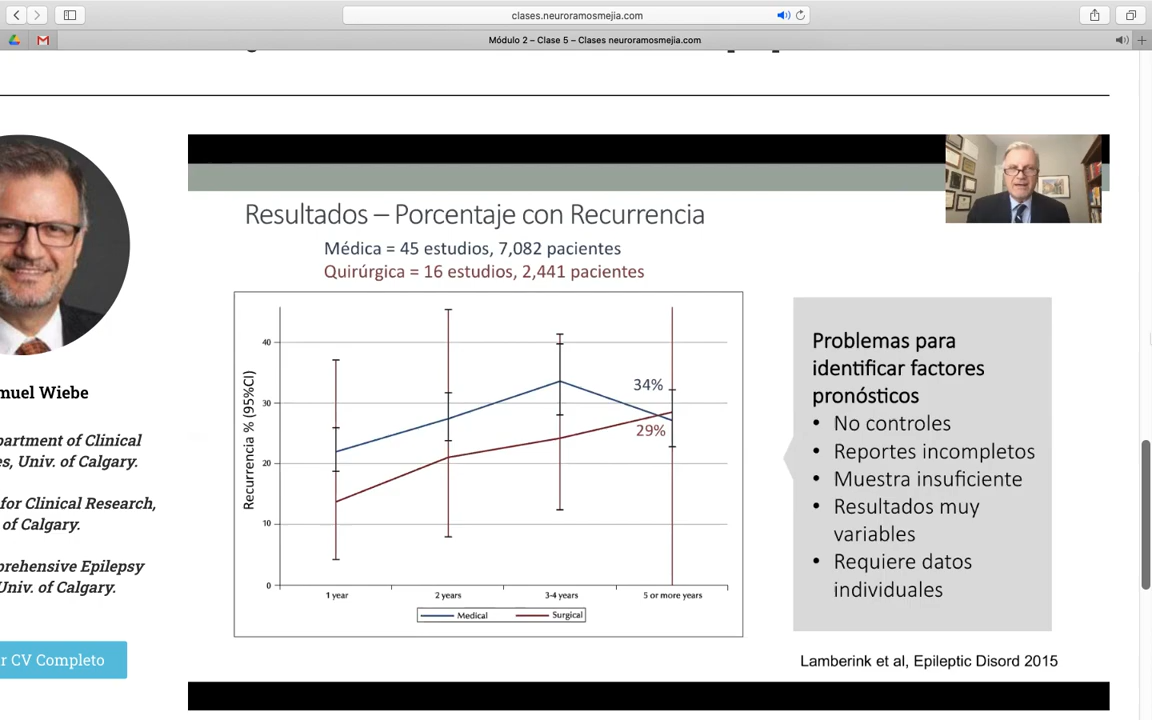 clases.neuroramosmejia.com
Módulo 2 – Clase 5 – Clases neuroramosmejia.com
Resultados – Porcentaje con Recurrencia
Médica = 45 estudios, 7,082 pacientes
Quirúrgica = 16 estudios, 2,441 pacientes
Recurrencia % (95%CI)
40
30
20
10
0
34%
29%
1 year
2 years
3-4 years
5 or more years
Medical
Surgical
Problemas para
identificar factores
pronósticos
• No controles
• Reportes incompletos
• Muestra insuficiente
• Resultados muy
variables
• Requiere datos
individuales
Lamberink et al, Epileptic Disord 2015
muel Wiebe
partment of Clinical
es, Univ. of Calgary.
for Clinical Research,
of Calgary.
prehensive Epilepsy
Univ. of Calgary.
r CV Completo